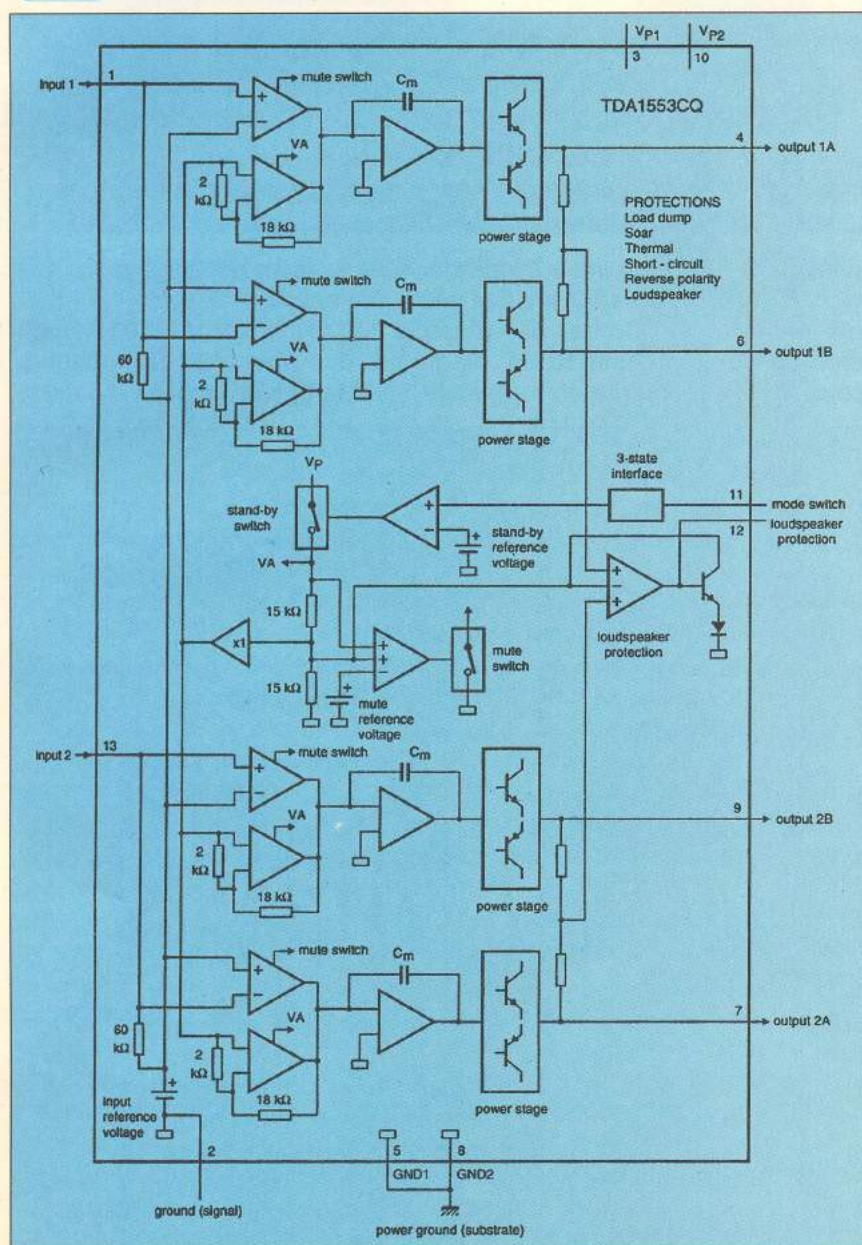 VP1
VP2
3
10
Input 1
1
mute switch
Cm
TDA1553CQ
+
−
VA
2
kΩ
18 kΩ
power stage
4
output 1A
PROTECTIONS
Load dump
Soar
Thermal
Short - circuit
Reverse polarity
Loudspeaker
mute switch
Cm
+
−
VA
60
kΩ
2
kΩ
18 kΩ
power stage
6
output 1B
VP
stand-by
switch
+
−
+
stand-by
reference
voltage
3-state
interface
11
mode switch
12
loudspeaker
protection
VA
15 kΩ
x1
15 kΩ
+
+
−
+
mute
reference
voltage
mute
switch
+
−
+
loudspeaker
protection
Input 2
13
mute switch
Cm
+
−
VA
2
kΩ
18 kΩ
power stage
9
output 2B
mute switch
Cm
+
−
VA
60
kΩ
2
kΩ
18 kΩ
power stage
7
output 2A
+
Input
reference
voltage
2
5
8
GND1
GND2
ground (signal)
power ground (substrate)